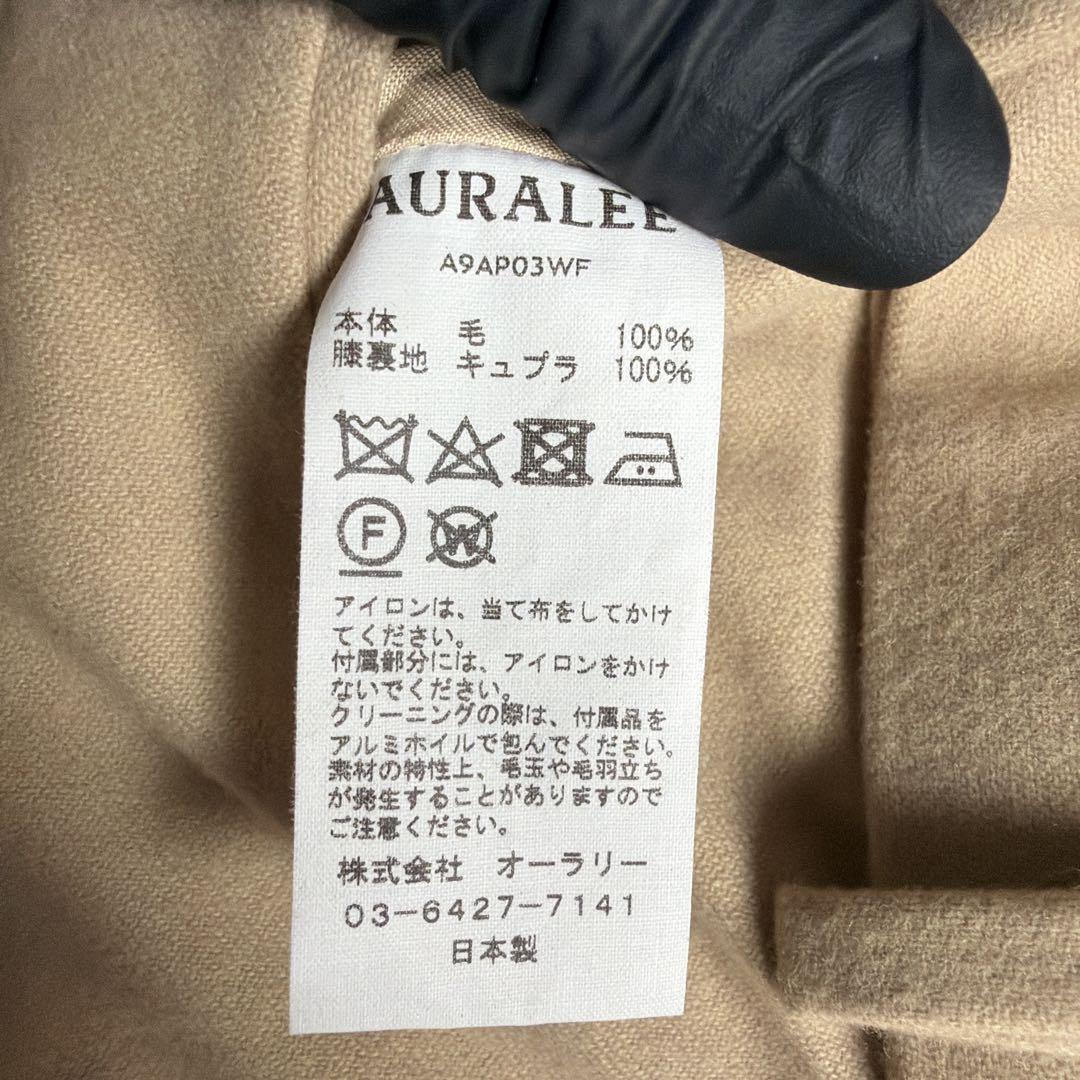 AURALEE
A9AP03WF
本体 毛 100%
膝裏地 キュプラ 100%
F
W
アイロンは、当て布をしてかけ
てください。
付属部分には、アイロンをかけ
ないでください。
クリーニングの際は、付属品を
アルミホイルで包んでください。
素材の特性上、毛玉や毛羽立ち
が発生することがありますので
ご注意ください。
株式会社 オーラリー
03-6427-7141
日本製